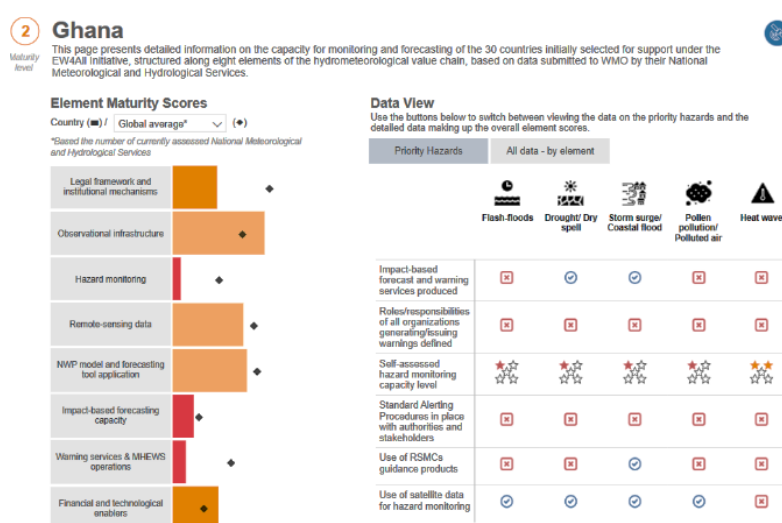 2
Maturity
level
Ghana
This page presents detailed information on the capacity for monitoring and forecasting of the 30 countries initially selected for support under the
EW4All initiative, structured along eight elements of the hydrometeorological value chain, based on data submitted to WMO by their National
Meteorological and Hydrological Services.
Element Maturity Scores
Country (■) / Global average* (◆)
*Based the number of currently assessed National Meteorological
and Hydrological Services
Legal framework and
institutional mechanisms
Observational infrastructure
Hazard monitoring
Remote-sensing data
NWP model and forecasting
tool application
Impact-based forecasting
capacity
Warning services & MHEWS
operations
Financial and technological
enablers
Data View
Use the buttons below to switch between viewing the data on the priority hazards and the
detailed data making up the overall element scores.
Priority Hazards
All data - by element
Flash-floods
Drought/ Dry
spell
Storm surge/
Coastal flood
Pollen
pollution/
Polluted air
Heat wave
Impact-based
forecast and warning
services produced
Roles/responsibilities
of all organizations
generating/issuing
warnings defined
Self-assessed
hazard monitoring
capacity level
Standard Alerting
Procedures in place
with authorities and
stakeholders
Use of RSMCs
guidance products
Use of satellite data
for hazard monitoring